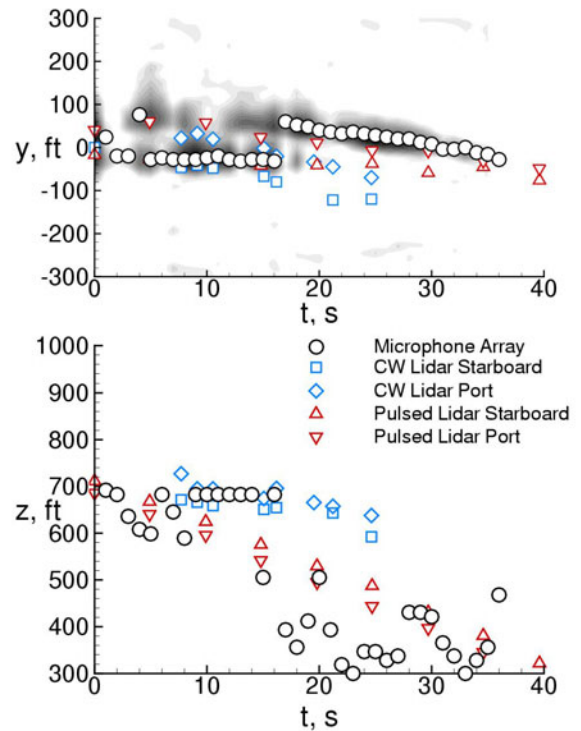 300
200
100
y, ft
0
-100
-200
-300
0 10 20 30 40
t, s
1000
900
800
700
z, ft
600
500
400
300
Microphone Array
CW Lidar Starboard
CW Lidar Port
Pulsed Lidar Starboard
Pulsed Lidar Port
0 10 20 30 40
t, s